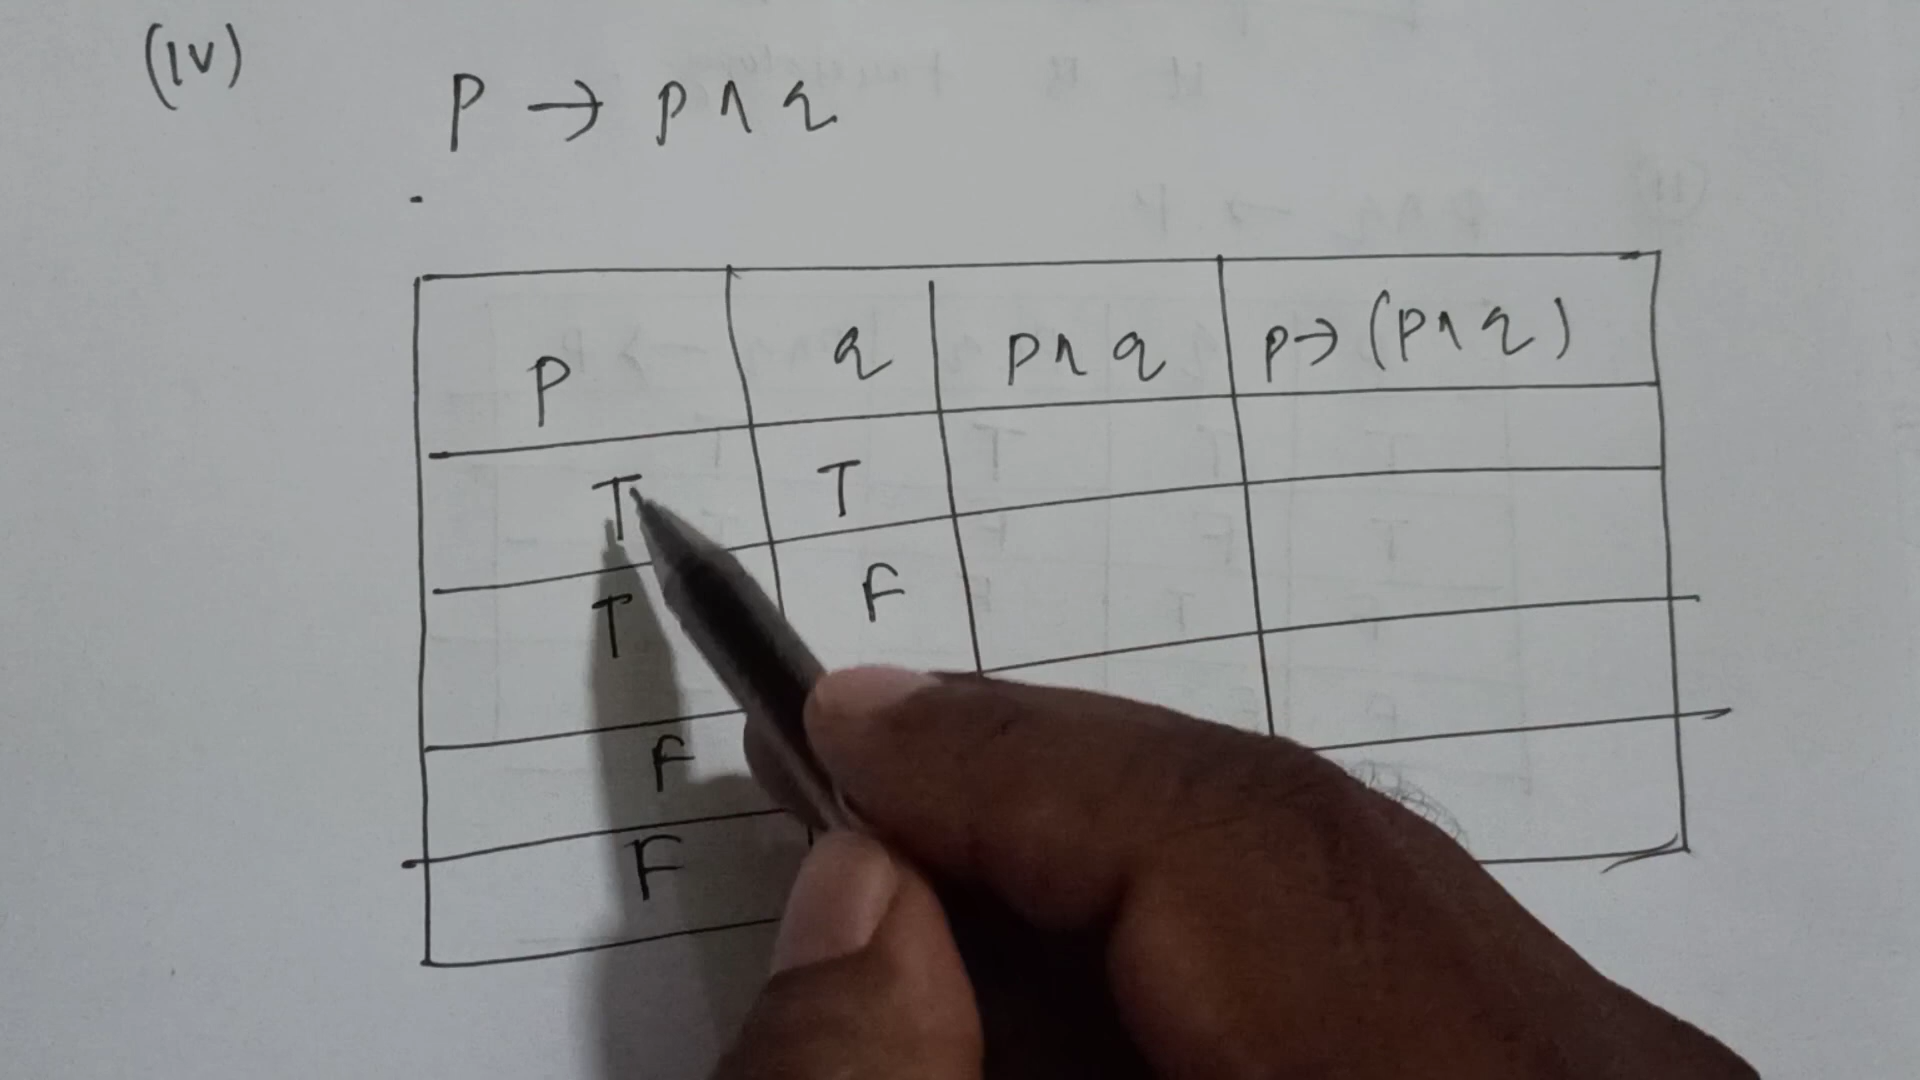 (iv)
p → p ∧ q
p q p ∧ q p → (p ∧ q)
T T
T F
F
F